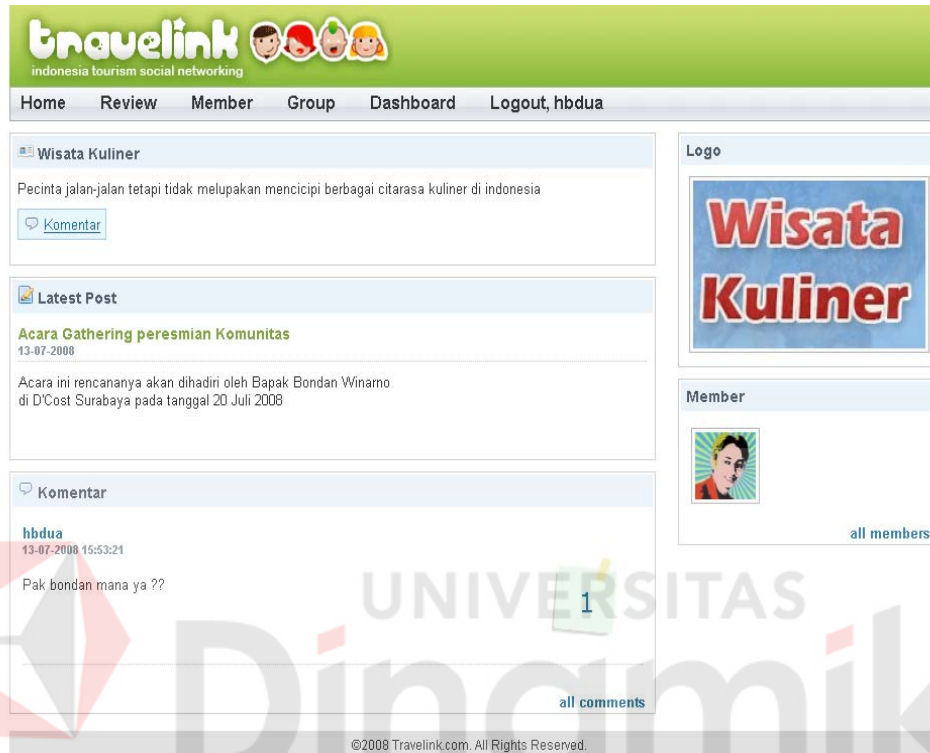 travelink
indonesia tourism social networking
Home Review Member Group Dashboard Logout, hbdua
Wisata Kuliner
Pecinta jalan-jalan tetapi tidak melupakan mencicipi berbagai citarasa kuliner di indonesia
Komentar
Latest Post
Acara Gathering peresmian Komunitas
13-07-2008
Acara ini rencananya akan dihadiri oleh Bapak Bondan Winarno
di D'Cost Surabaya pada tanggal 20 Juli 2008
Komentar
hbdua
13-07-2008 15:53:21
Pak bondan mana ya ??
1
all comments
Logo
Wisata
Kuliner
Member
all members
UNIVERSITAS
Dinamik
©2008 Travelink.com. All Rights Reserved.